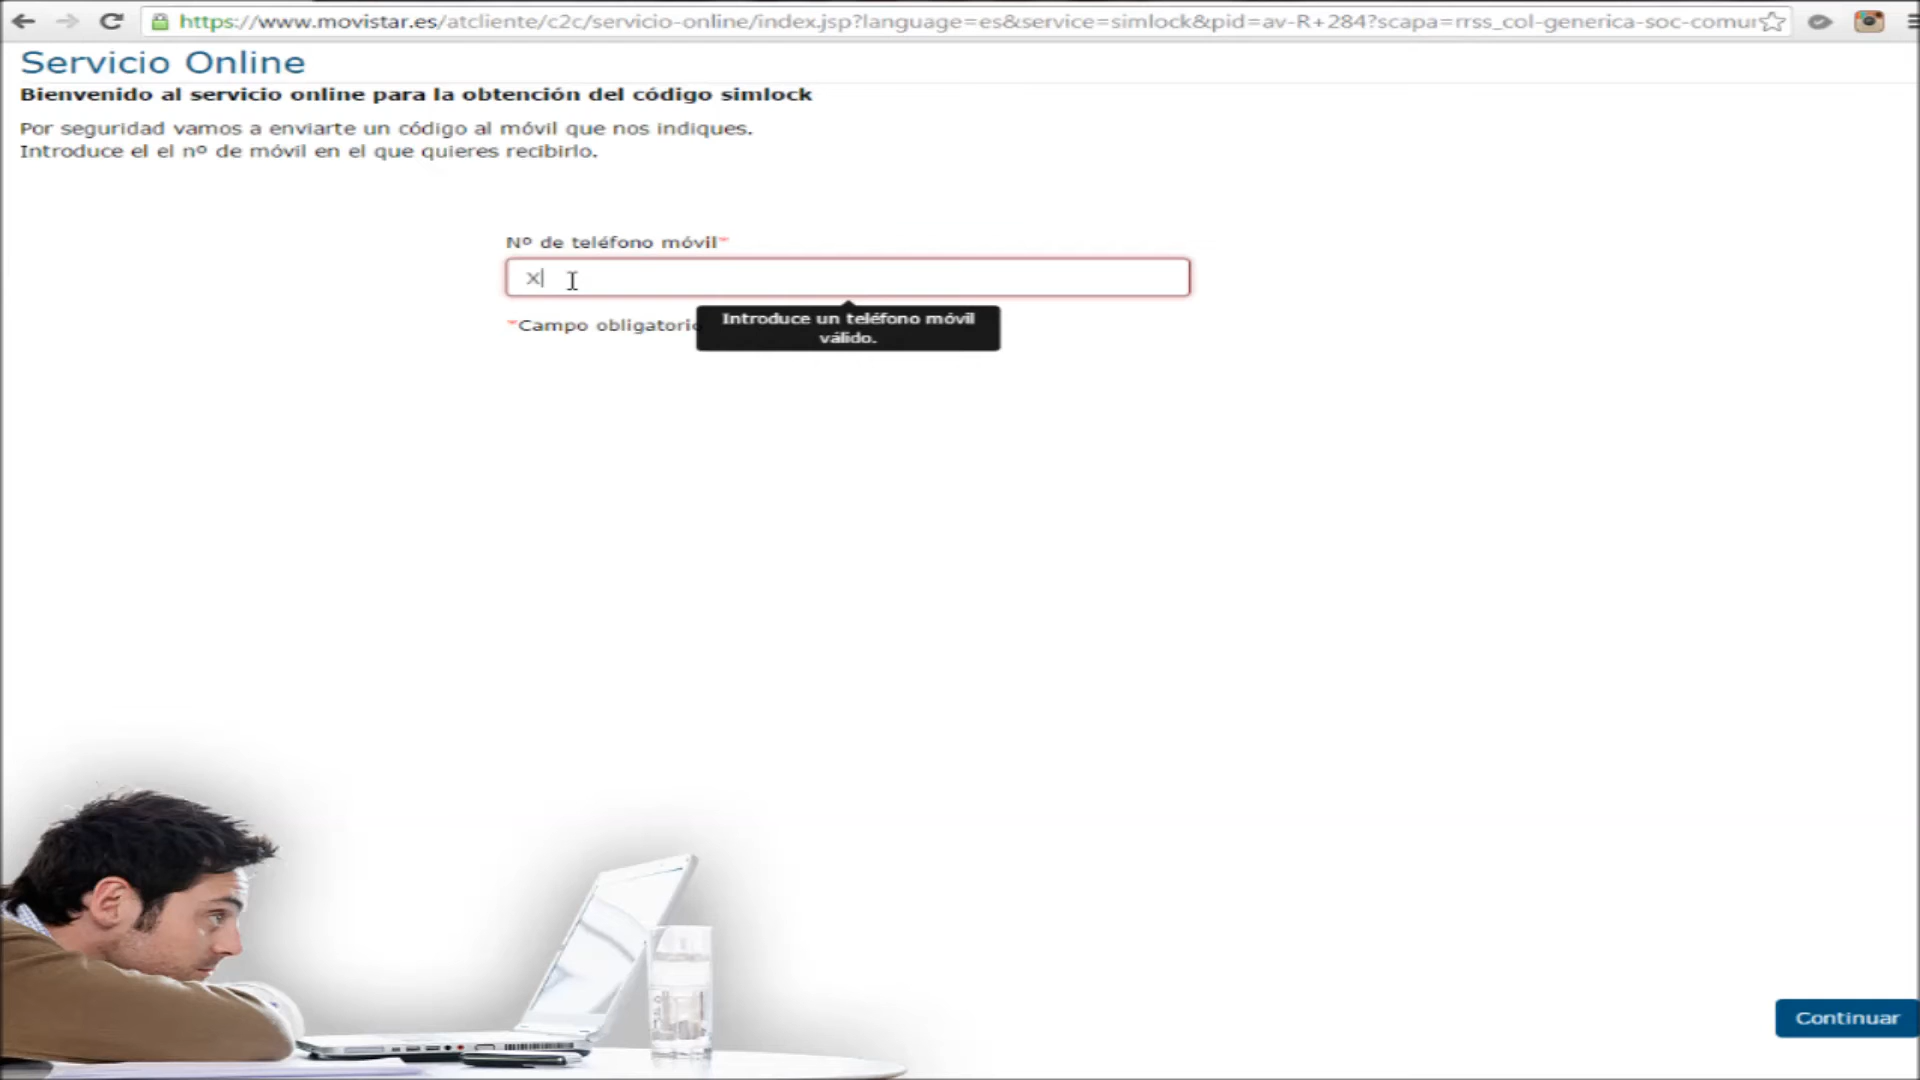 https://www.movistar.es/atcliente/c2c/servicio-online/index.jsp?language=es&service=simlock&pid=av-R+284?scapa=rrss_col-generica-soc-comu
Servicio Online
Bienvenido al servicio online para la obtención del código simlock
Por seguridad vamos a enviarte un código al móvil que nos indiques.
Introduce el el nº de móvil en el que quieres recibirlo.
Nº de teléfono móvil*
x
*Campo obligatorio
Introduce un teléfono móvil
válido.
Continuar